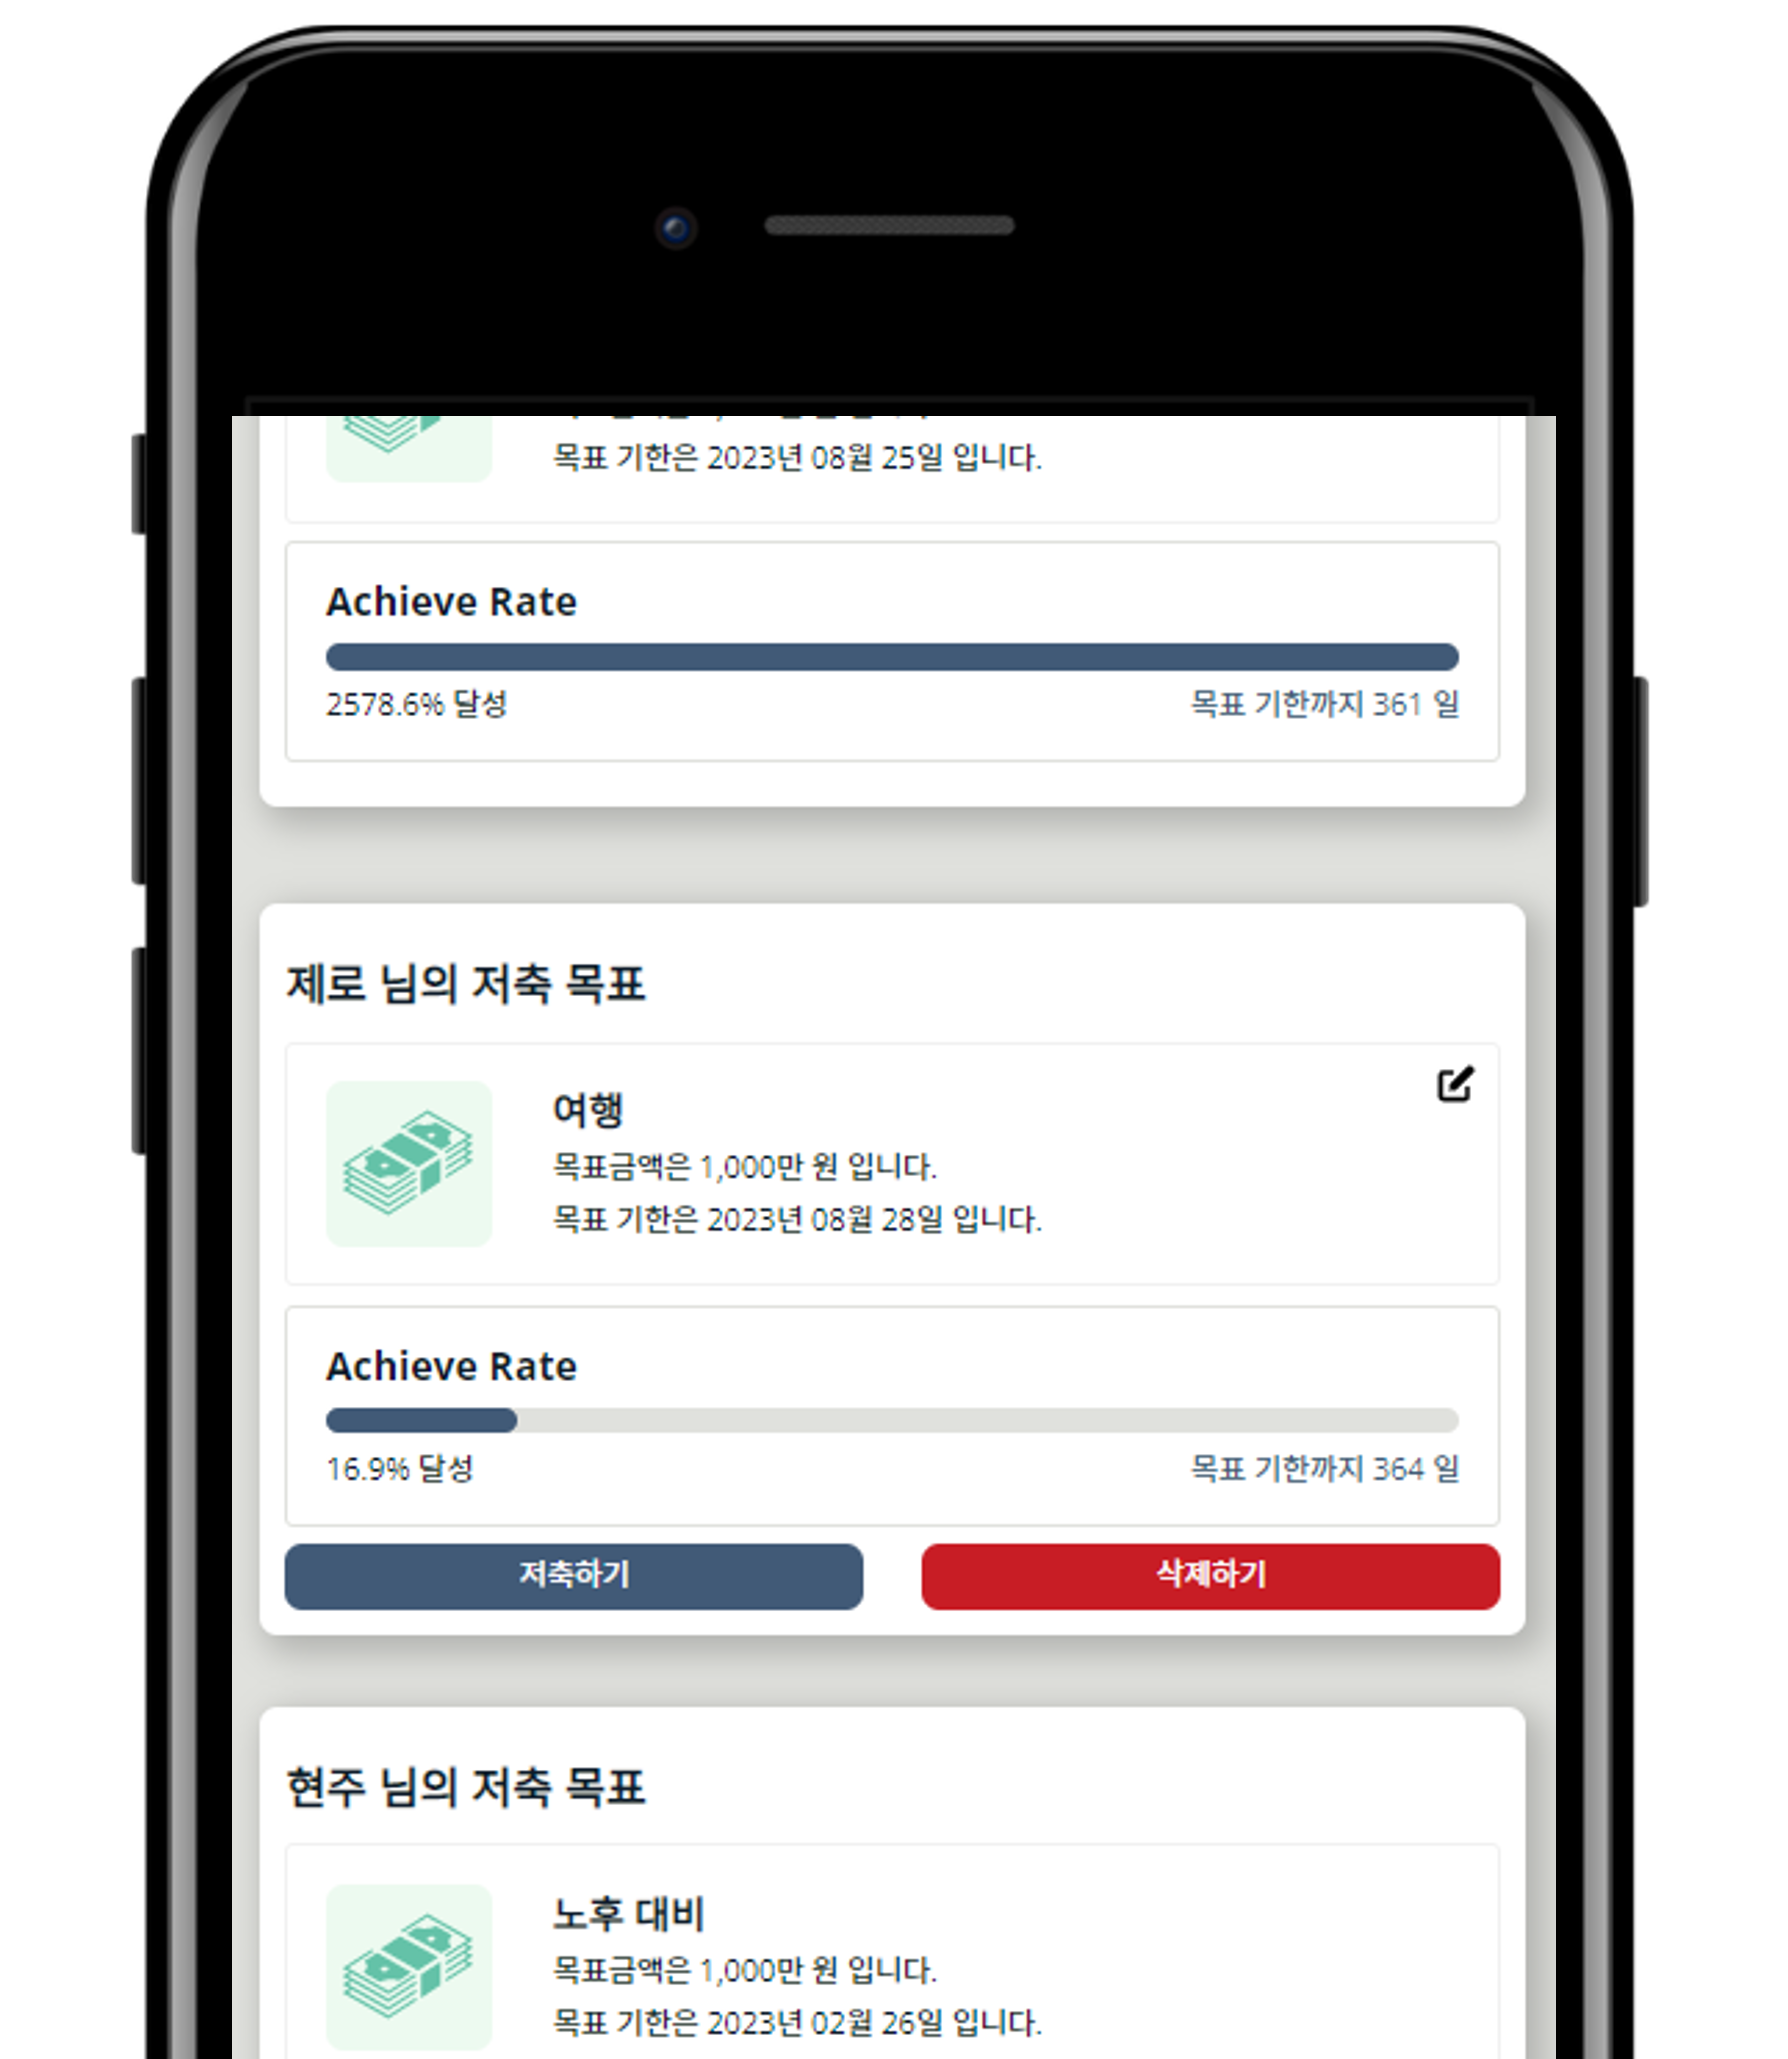 목표 기한은 2023년 08월 25일 입니다.
Achieve Rate
2578.6% 달성
목표 기한까지 361 일
제로 님의 저축 목표
여행
목표금액은 1,000만 원 입니다.
목표 기한은 2023년 08월 28일 입니다.
Achieve Rate
16.9% 달성
목표 기한까지 364 일
저축하기
삭제하기
현주 님의 저축 목표
노후 대비
목표금액은 1,000만 원 입니다.
목표 기한은 2023년 02월 26일 입니다.